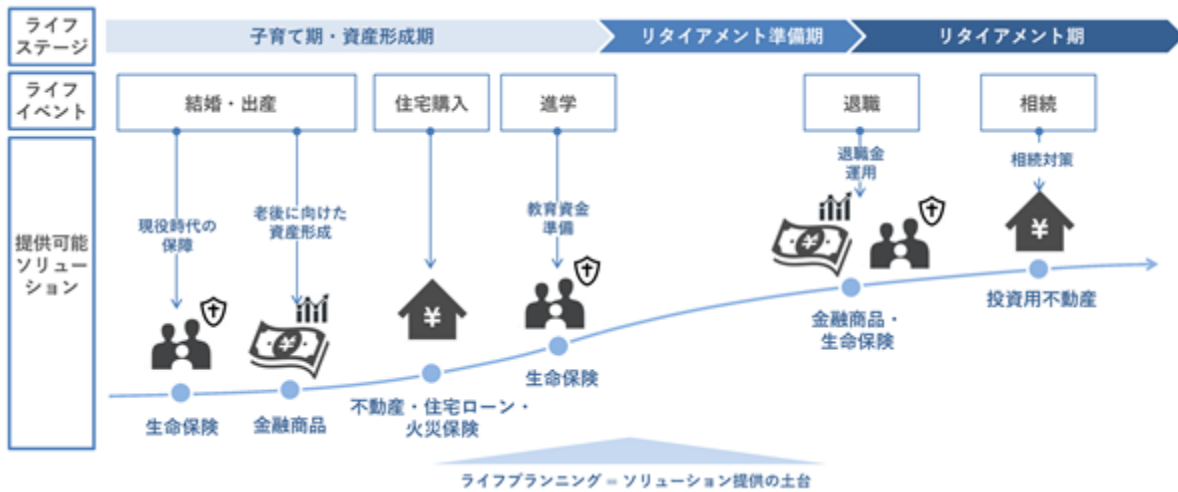 ライフ
ステージ
子育て期・資産形成期
リタイアメント準備期
リタイアメント期
ライフ
イベント
結婚・出産
住宅購入
進学
退職
相続
提供可能
ソリュー
ション
現役時代の
保障
老後に向けた
資産形成
教育資金
準備
退職金
運用
相続対策
¥
¥
¥
¥
生命保険
金融商品
不動産・住宅ローン・
火災保険
生命保険
金融商品・
生命保険
投資用不動産
ライフプランニング = ソリューション提供の土台